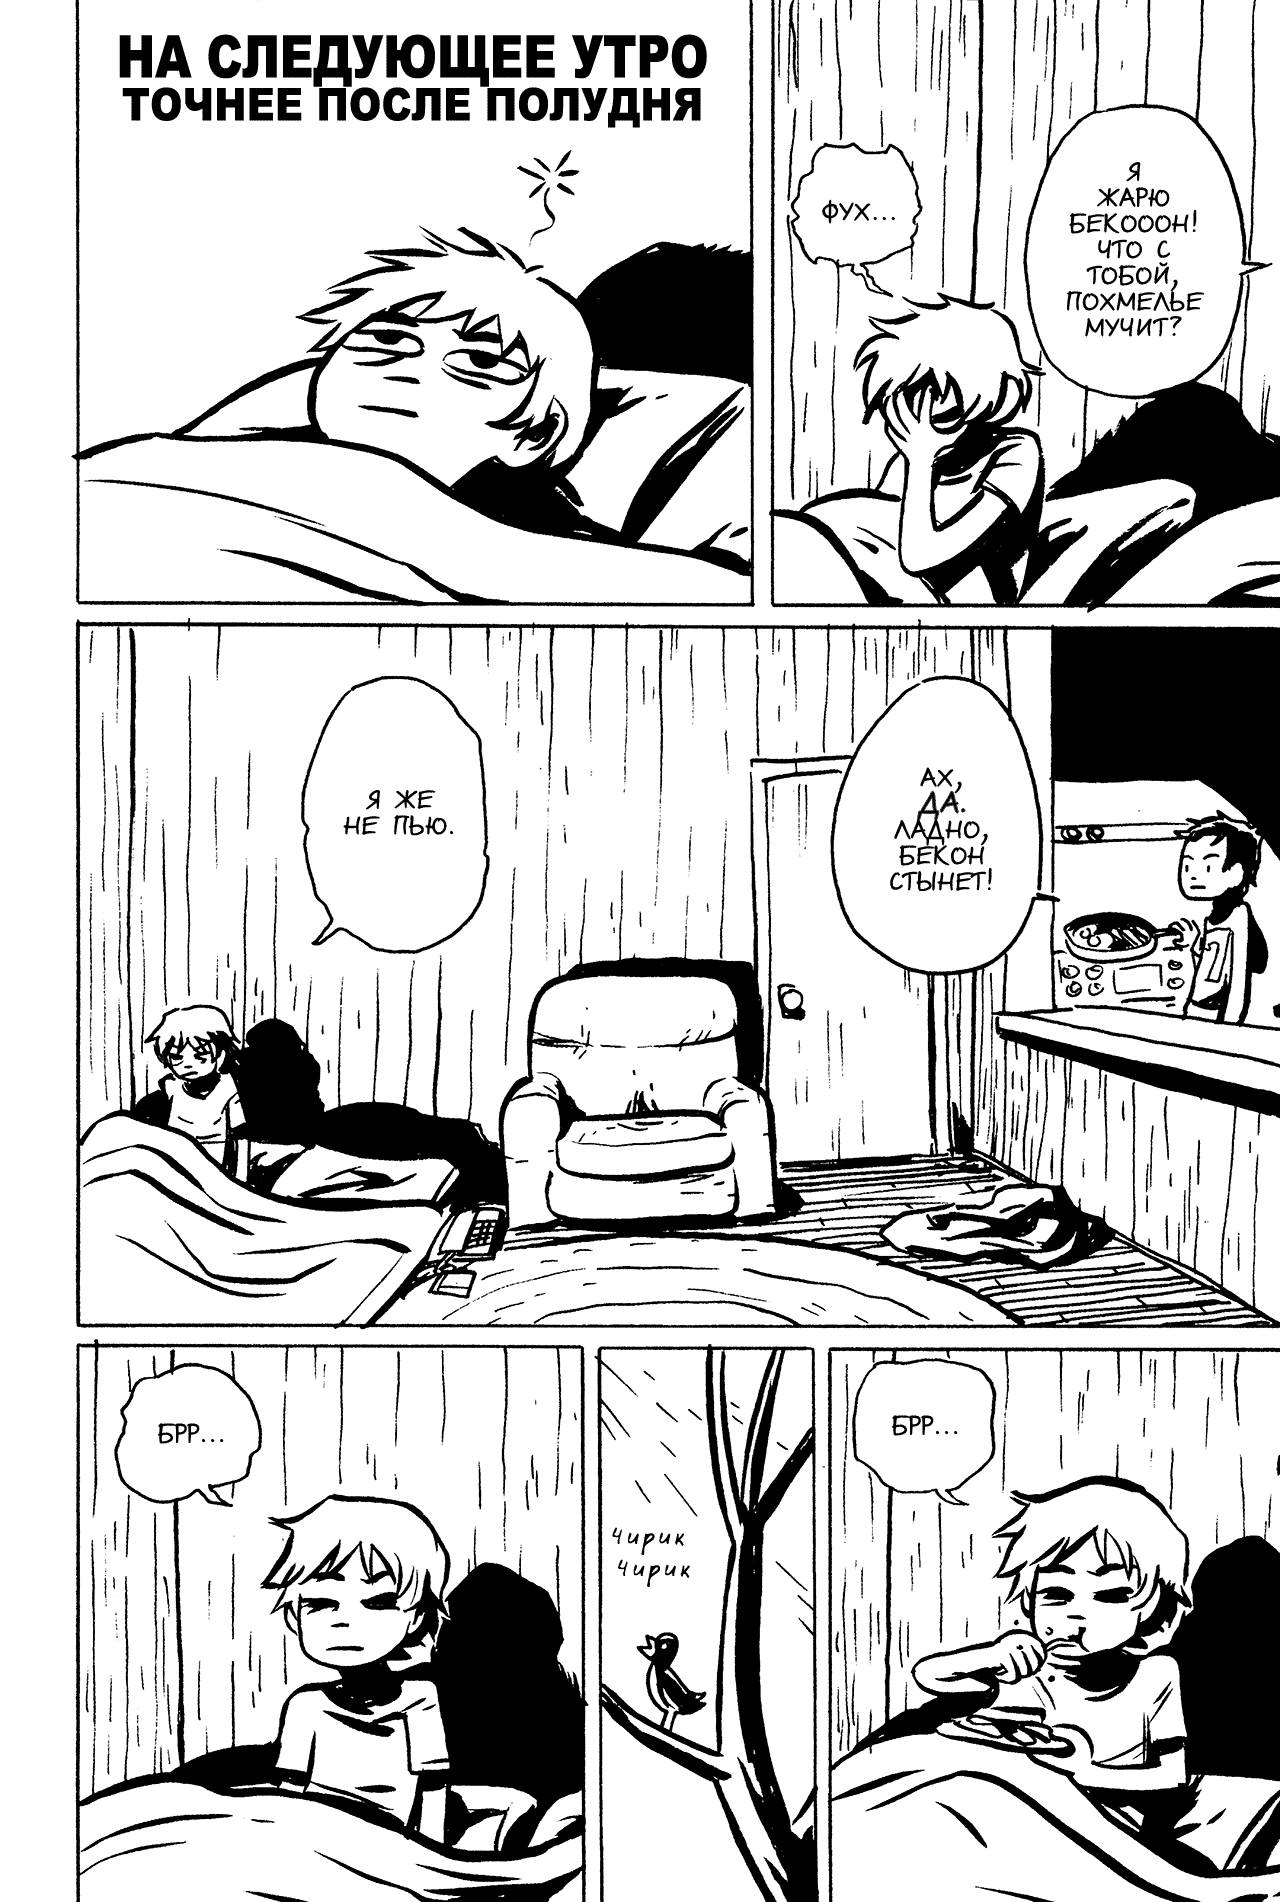 НА СЛЕДУЮЩЕЕ УТРО
ТОЧНЕЕ ПОСЛЕ ПОЛУДНЯ
ФУХ...
Я
ЖАРЮ
БЕКОООН!
ЧТО С
ТОБОЙ,
ПОХМЕЛЬЕ
МУЧИТ?
Я ЖЕ
НЕ ПЬЮ.
АХ,
ДА.
ЛАДНО,
БЕКОН
СТЫНЕТ!
2
БРР...
Чирик
Чирик
БРР...